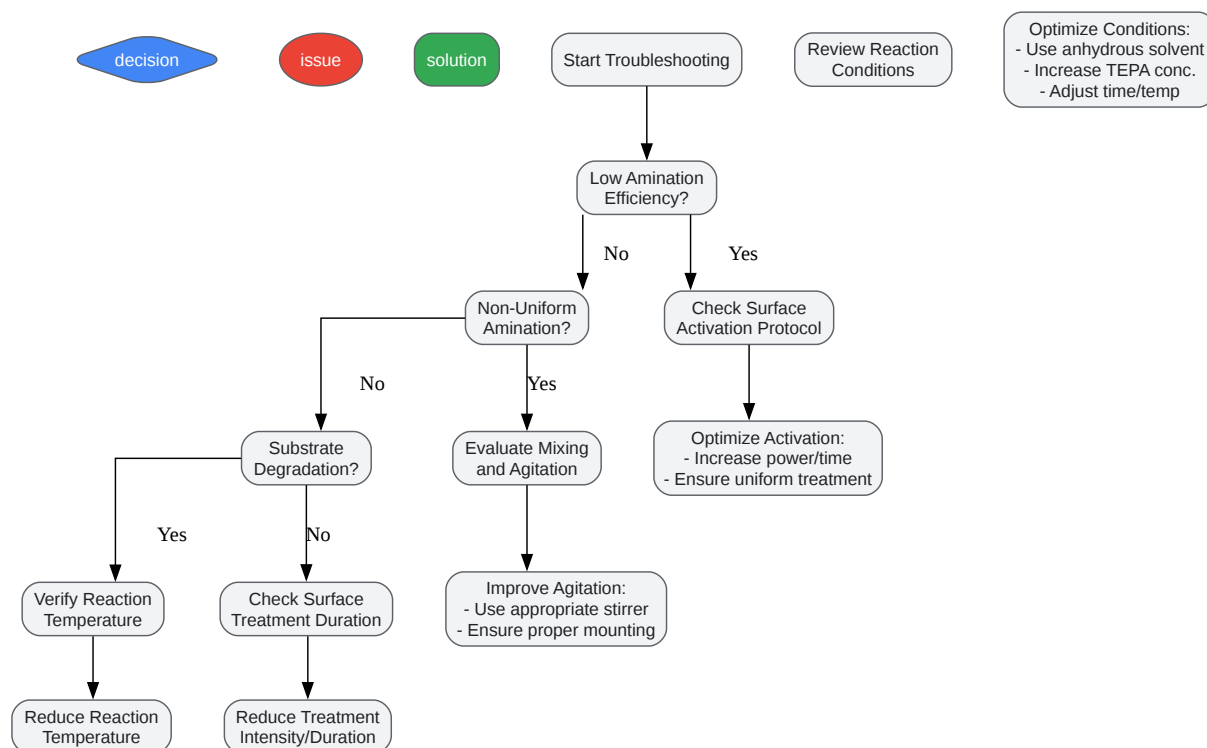 decision
issue
solution
Start Troubleshooting
Review Reaction
Conditions
Optimize Conditions:
- Use anhydrous solvent
- Increase TEPA conc.
- Adjust time/temp
Low Amination
Efficiency?
No
Yes
Non-Uniform
Amination?
Check Surface
Activation Protocol
No
Yes
Substrate
Degradation?
Evaluate Mixing
and Agitation
Optimize Activation:
- Increase power/time
- Ensure uniform treatment
Yes
No
Verify Reaction
Temperature
Check Surface
Treatment Duration
Improve Agitation:
- Use appropriate stirrer
- Ensure proper mounting
Reduce Reaction
Temperature
Reduce Treatment
Intensity/Duration